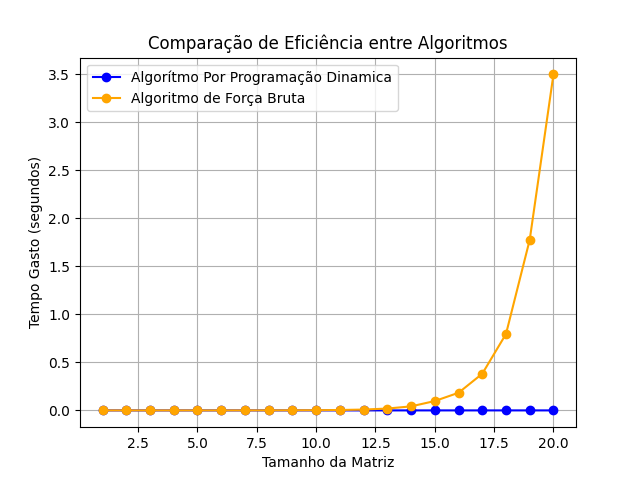 Comparação de Eficiência entre Algoritmos
Algorítmo Por Programação Dinamica
Algoritmo de Força Bruta
Tempo Gasto (segundos)
3.5
3.0
2.5
2.0
1.5
1.0
0.5
0.0
2.5 5.0 7.5 10.0 12.5 15.0 17.5 20.0
Tamanho da Matriz